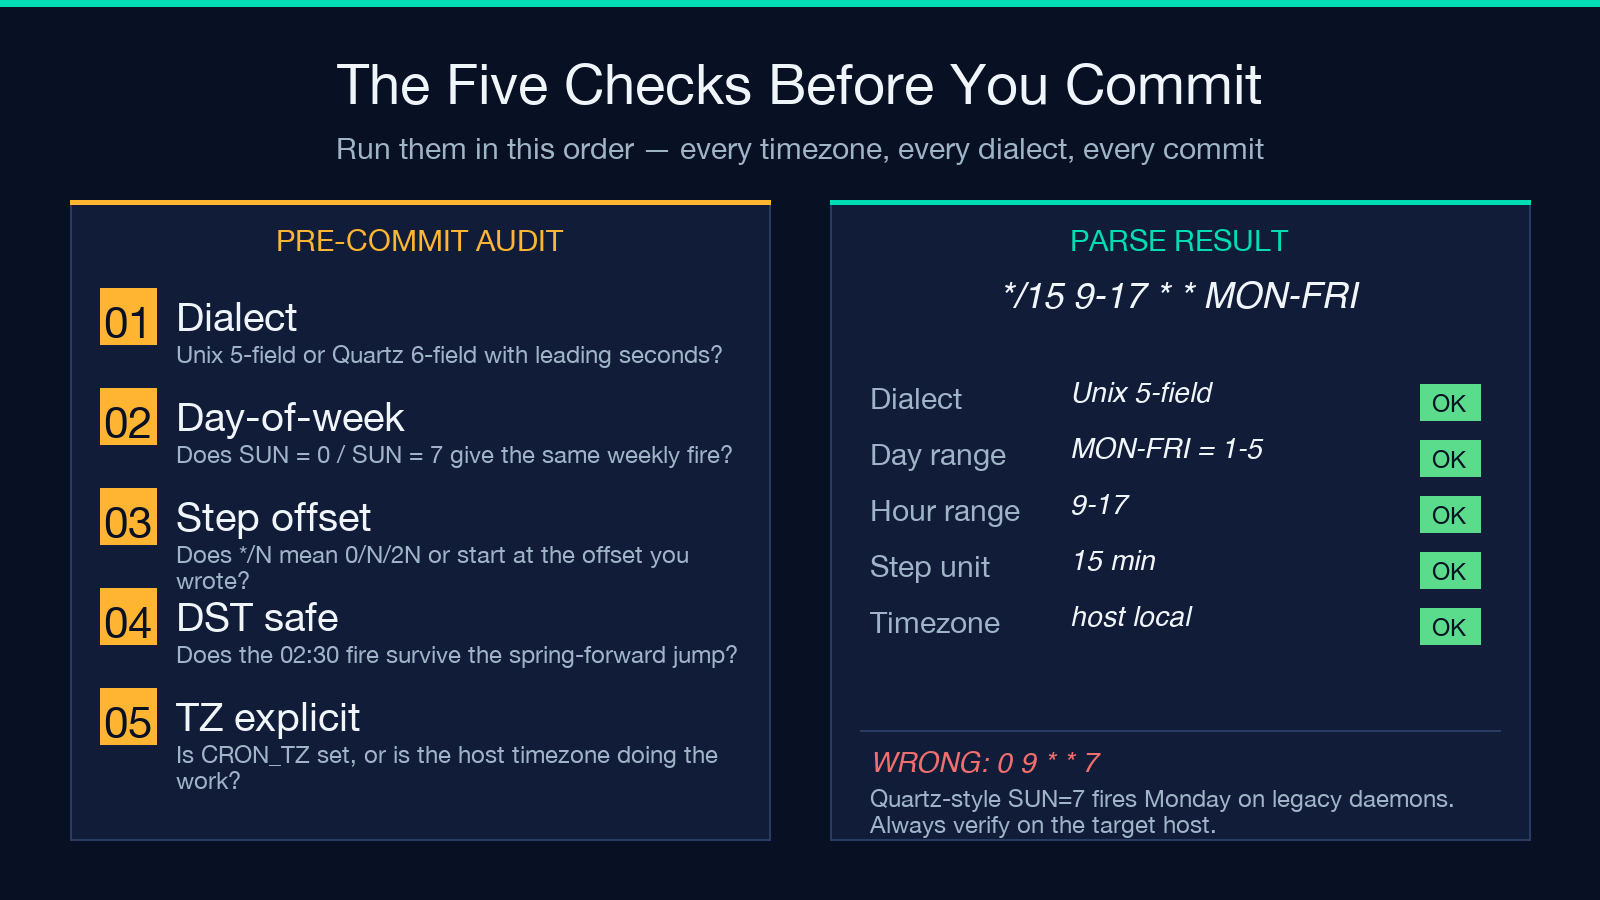 The Five Checks Before You Commit
Run them in this order — every timezone, every dialect, every commit
PRE-COMMIT AUDIT
01
Dialect
Unix 5-field or Quartz 6-field with leading seconds?
02
Day-of-week
Does SUN = 0 / SUN = 7 give the same weekly fire?
03
Step offset
Does */N mean 0/N/2N or start at the offset you
wrote?
04
DST safe
Does the 02:30 fire survive the spring-forward jump?
05
TZ explicit
Is CRON_TZ set, or is the host timezone doing the
work?
PARSE RESULT
*/15 9-17 * * MON-FRI
Dialect Unix 5-field OK
Day range MON-FRI = 1-5 OK
Hour range 9-17 OK
Step unit 15 min OK
Timezone host local OK
WRONG: 0 9 * * 7
Quartz-style SUN=7 fires Monday on legacy daemons.
Always verify on the target host.